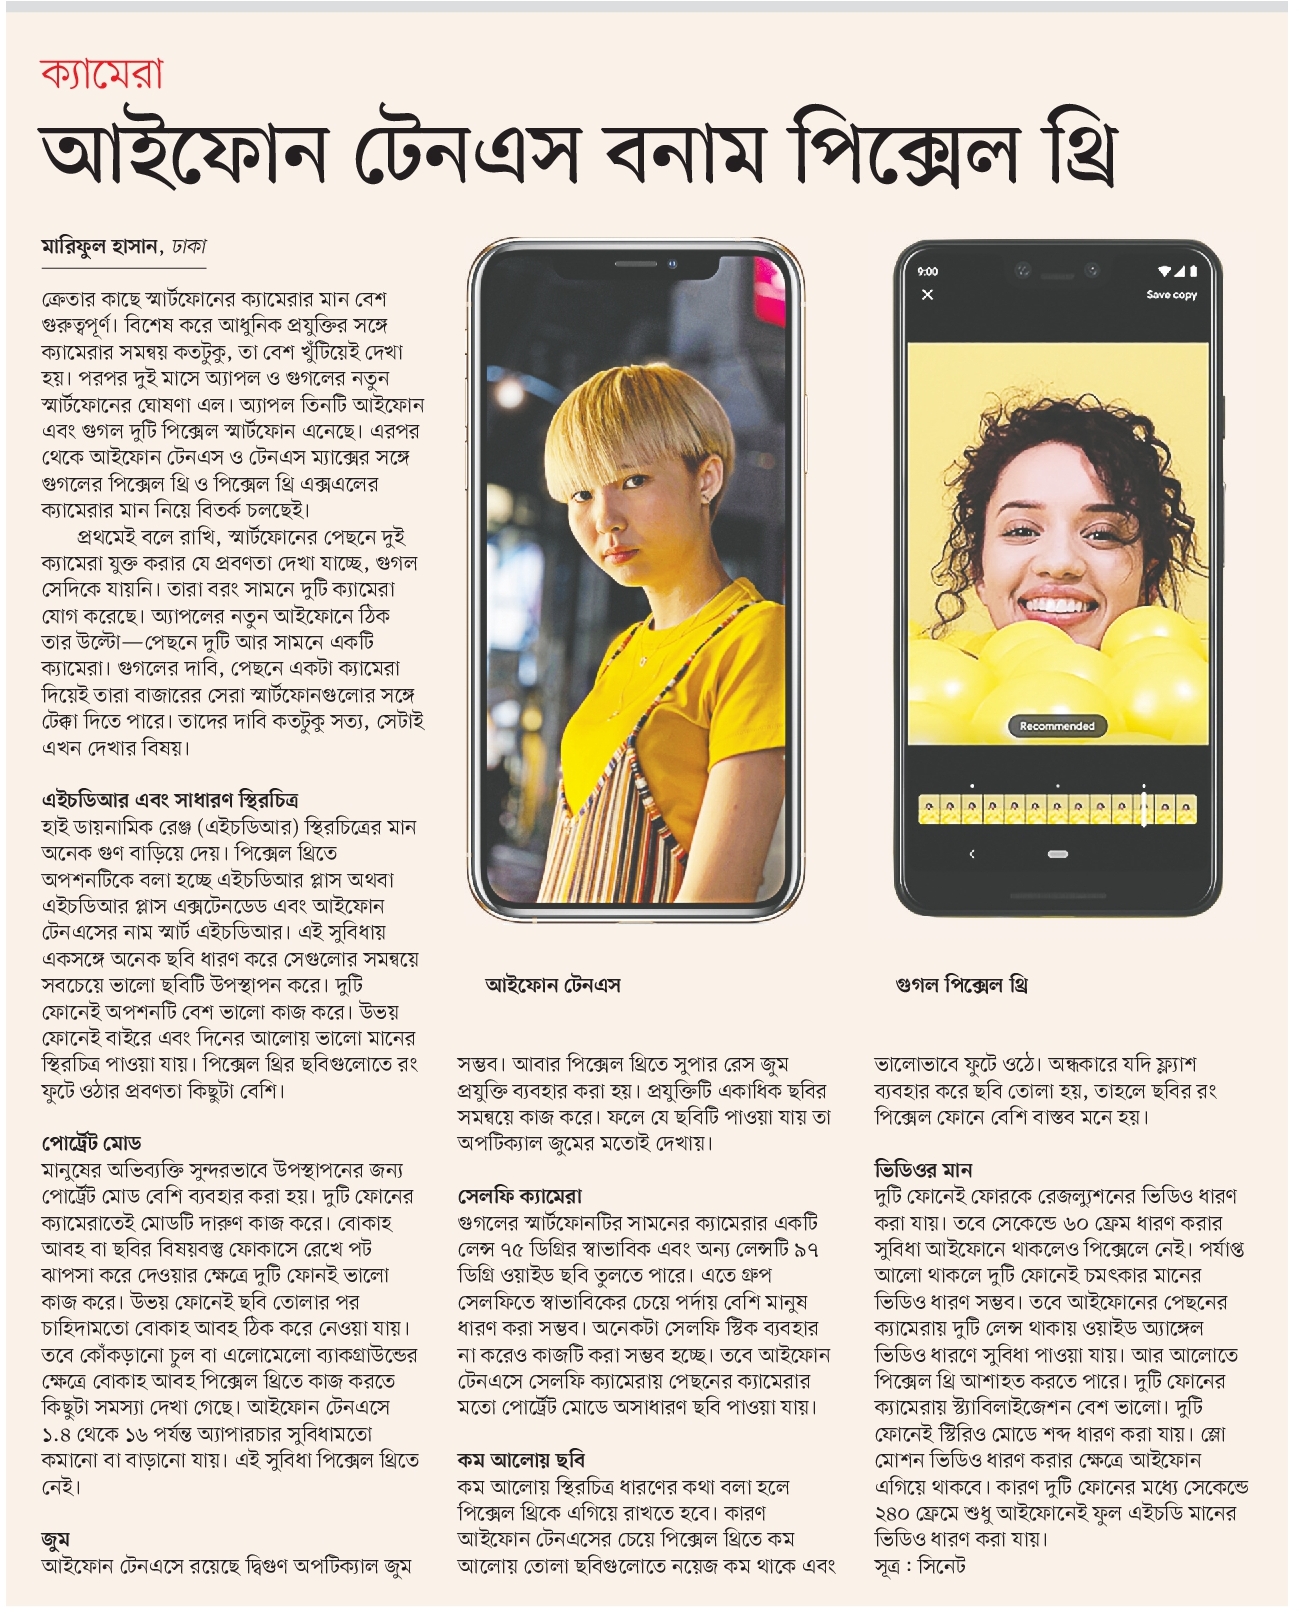 ক্যামেরা
আইফোন টেনএস বনাম পিক্সেল থ্রি
মারিফুল হাসান, ঢাকা
ক্রেতার কাছে স্মার্টফোনের ক্যামেরার মান বেশ
গুরুত্বপূর্ণ। বিশেষ করে আধুনিক প্রযুক্তির সঙ্গে
ক্যামেরার সমন্বয় কতটুকু, তা বেশ খুঁটিয়েই দেখা
হয়। পরপর দুই মাসে অ্যাপল ও গুগলের নতুন
স্মার্টফোনের ঘোষণা এল। অ্যাপল তিনটি আইফোন
এবং গুগল দুটি পিক্সেল স্মার্টফোন এনেছে। এরপর
থেকে আইফোন টেনএস ও টেনএস ম্যাক্সের সঙ্গে
গুগলের পিক্সেল থ্রি ও পিক্সেল থ্রি এক্সএলের
ক্যামেরার মান নিয়ে বিতর্ক চলছেই।
প্রথমেই বলে রাখি, স্মার্টফোনের পেছনে দুই
ক্যামেরা যুক্ত করার যে প্রবণতা দেখা যাচ্ছে, গুগল
সেদিকে যায়নি। তারা বরং সামনে দুটি ক্যামেরা
যোগ করেছে। অ্যাপলের নতুন আইফোনে ঠিক
তার উল্টো—পেছনে দুটি আর সামনে একটি
ক্যামেরা। গুগলের দাবি, পেছনে একটা ক্যামেরা
দিয়েই তারা বাজারের সেরা স্মার্টফোনগুলোর সঙ্গে
টেক্কা দিতে পারে। তাদের দাবি কতটুকু সত্য, সেটাই
এখন দেখার বিষয়।
এইচডিআর এবং সাধারণ স্থিরচিত্র
হাই ডায়নামিক রেঞ্জ (এইচডিআর) স্থিরচিত্রের মান
অনেক গুণ বাড়িয়ে দেয়। পিক্সেল থ্রিতে
অপশনটিকে বলা হচ্ছে এইচডিআর প্লাস অথবা
এইচডিআর প্লাস এক্সটেনডেড এবং আইফোন
টেনএসের নাম স্মার্ট এইচডিআর। এই সুবিধায়
একসঙ্গে অনেক ছবি ধারণ করে সেগুলোর সমন্বয়ে
সবচেয়ে ভালো ছবিটি উপস্থাপন করে। দুটি
ফোনেই অপশনটি বেশ ভালো কাজ করে। উভয়
ফোনেই বাইরে এবং দিনের আলোয় ভালো মানের
স্থিরচিত্র পাওয়া যায়। পিক্সেল থ্রির ছবিগুলোতে রং
ফুটে ওঠার প্রবণতা কিছুটা বেশি।
পোর্ট্রেট মোড
মানুষের অভিব্যক্তি সুন্দরভাবে উপস্থাপনের জন্য
পোর্ট্রেট মোড বেশি ব্যবহার করা হয়। দুটি ফোনের
ক্যামেরাতেই মোডটি দারুণ কাজ করে। বোকাহ
আবহ বা ছবির বিষয়বস্তু ফোকাসে রেখে পট
ঝাপসা করে দেওয়ার ক্ষেত্রে দুটি ফোনই ভালো
কাজ করে। উভয় ফোনেই ছবি তোলার পর
চাহিদামতো বোকাহ আবহ ঠিক করে নেওয়া যায়।
তবে কোঁকড়ানো চুল বা এলোমেলো ব্যাকগ্রাউন্ডের
ক্ষেত্রে বোকাহ আবহ পিক্সেল থ্রিতে কাজ করতে
কিছুটা সমস্যা দেখা গেছে। আইফোন টেনএসে
১.৪ থেকে ১৬ পর্যন্ত অ্যাপারচার সুবিধামতো
কমানো বা বাড়ানো যায়। এই সুবিধা পিক্সেল থ্রিতে
নেই।
জুম
আইফোন টেনএসে রয়েছে দ্বিগুণ অপটিক্যাল জুম
9:00
Save copy
Recommended
আইফোন টেনএস
গুগল পিক্সেল থ্রি
সম্ভব। আবার পিক্সেল থ্রিতে সুপার রেস জুম
প্রযুক্তি ব্যবহার করা হয়। প্রযুক্তিটি একাধিক ছবির
সমন্বয়ে কাজ করে। ফলে যে ছবিটি পাওয়া যায় তা
অপটিক্যাল জুমের মতোই দেখায়।
সেলফি ক্যামেরা
গুগলের স্মার্টফোনটির সামনের ক্যামেরার একটি
লেন্স ৭৫ ডিগ্রির স্বাভাবিক এবং অন্য লেন্সটি ৯৭
ডিগ্রি ওয়াইড ছবি তুলতে পারে। এতে গ্রুপ
সেলফিতে স্বাভাবিকের চেয়ে পর্দায় বেশি মানুষ
ধারণ করা সম্ভব। অনেকটা সেলফি স্টিক ব্যবহার
না করেও কাজটি করা সম্ভব হচ্ছে। তবে আইফোন
টেনএসে সেলফি ক্যামেরায় পেছনের ক্যামেরার
মতো পোর্ট্রেট মোডে অসাধারণ ছবি পাওয়া যায়।
কম আলোয় ছবি
কম আলোয় স্থিরচিত্র ধারণের কথা বলা হলে
পিক্সেল থ্রিকে এগিয়ে রাখতে হবে। কারণ
আইফোন টেনএসের চেয়ে পিক্সেল থ্রিতে কম
আলোয় তোলা ছবিগুলোতে নয়েজ কম থাকে এবং
ভালোভাবে ফুটে ওঠে। অন্ধকারে যদি ফ্ল্যাশ
ব্যবহার করে ছবি তোলা হয়, তাহলে ছবির রং
পিক্সেল ফোনে বেশি বাস্তব মনে হয়।
ভিডিওর মান
দুটি ফোনেই ফোরকে রেজল্যুশনের ভিডিও ধারণ
করা যায়। তবে সেকেন্ডে ৬০ ফ্রেম ধারণ করার
সুবিধা আইফোনে থাকলেও পিক্সেলে নেই। পর্যাপ্ত
আলো থাকলে দুটি ফোনেই চমৎকার মানের
ভিডিও ধারণ সম্ভব। তবে আইফোনের পেছনের
ক্যামেরায় দুটি লেন্স থাকায় ওয়াইড অ্যাঙ্গেল
ভিডিও ধারণে সুবিধা পাওয়া যায়। আর আলোতে
পিক্সেল থ্রি আশাহত করতে পারে। দুটি ফোনের
ক্যামেরায় স্ট্যাবিলাইজেশন বেশ ভালো। দুটি
ফোনেই স্টিরিও মোডে শব্দ ধারণ করা যায়। স্লো
মোশন ভিডিও ধারণ করার ক্ষেত্রে আইফোন
এগিয়ে থাকবে। কারণ দুটি ফোনের মধ্যে সেকেন্ডে
২৪০ ফ্রেমে শুধু আইফোনেই ফুল এইচডি মানের
ভিডিও ধারণ করা যায়।
সূত্র : সিনেট